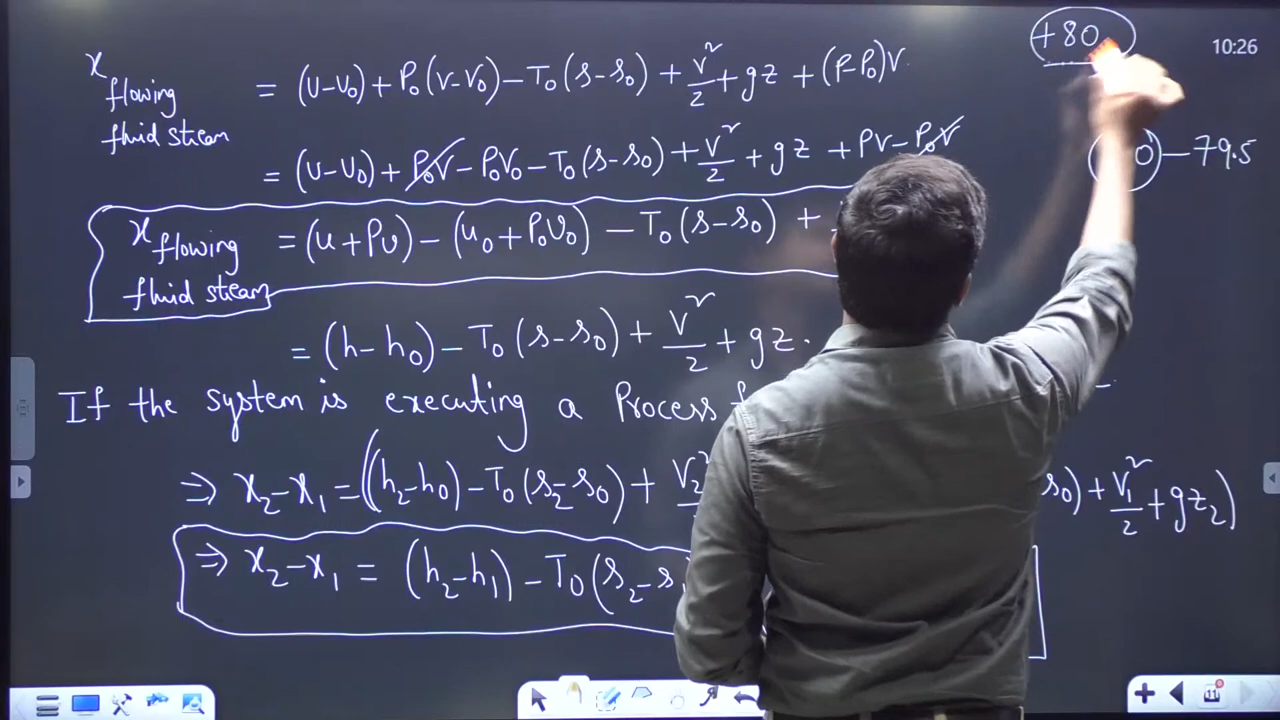 +80
10:26
x flowing fluid stream = (u-u₀) + P₀(v-v₀) - T₀(s-s₀) + V²/2 + gz + (P-P₀)v
= (u-u₀) + P₀v - P₀v₀ - T₀(s-s₀) + V²/2 + gz + Pv - P₀v
- 79.5
x flowing fluid stream = (u+Pv) - (u₀+P₀v₀) - T₀(s-s₀) +
= (h-h₀) - T₀(s-s₀) + V²/2 + gz.
If the system is executing a Process
⇒ x₂-x₁ = ((h₂-h₀) - T₀(s₂-s₀) + V₂² s₀) + V₁²/2 + gz₂)
⇒ x₂-x₁ = (h₂-h₁) - T₀(s₂-s₁
11